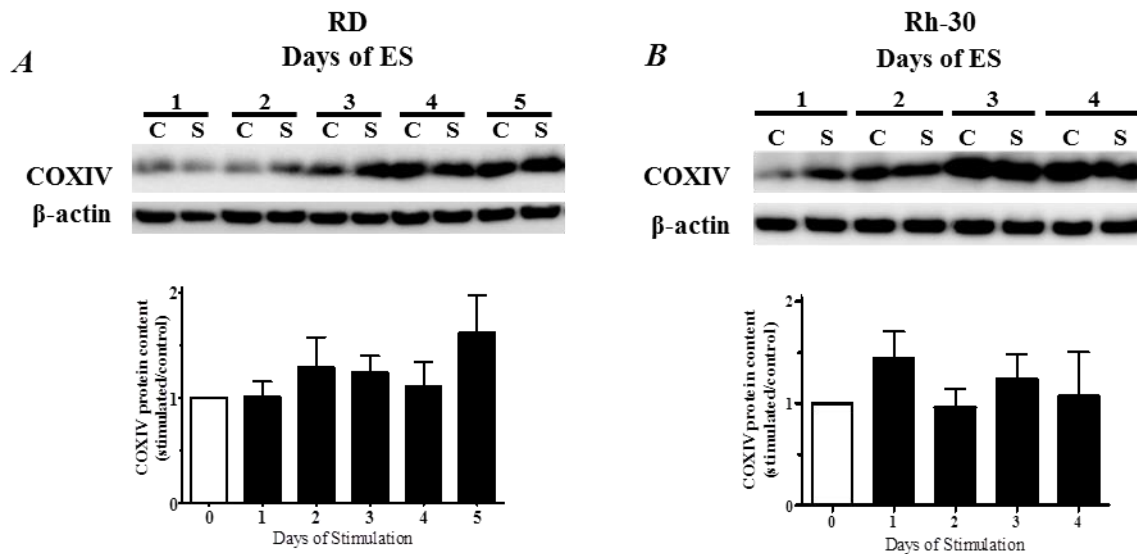 RD
A
Days of ES
1 2 3 4 5
C S C S C S C S C S
COXIV
β-actin
COXIV protein content
(stimulated/control)
2
1
0
0 1 2 3 4 5
Days of Stimulation
Rh-30
B
Days of ES
1 2 3 4
C S C S C S C S
COXIV
β-actin
COXIV protein content
(stimulated/control)
2
1
0
0 1 2 3 4
Days of Stimulation